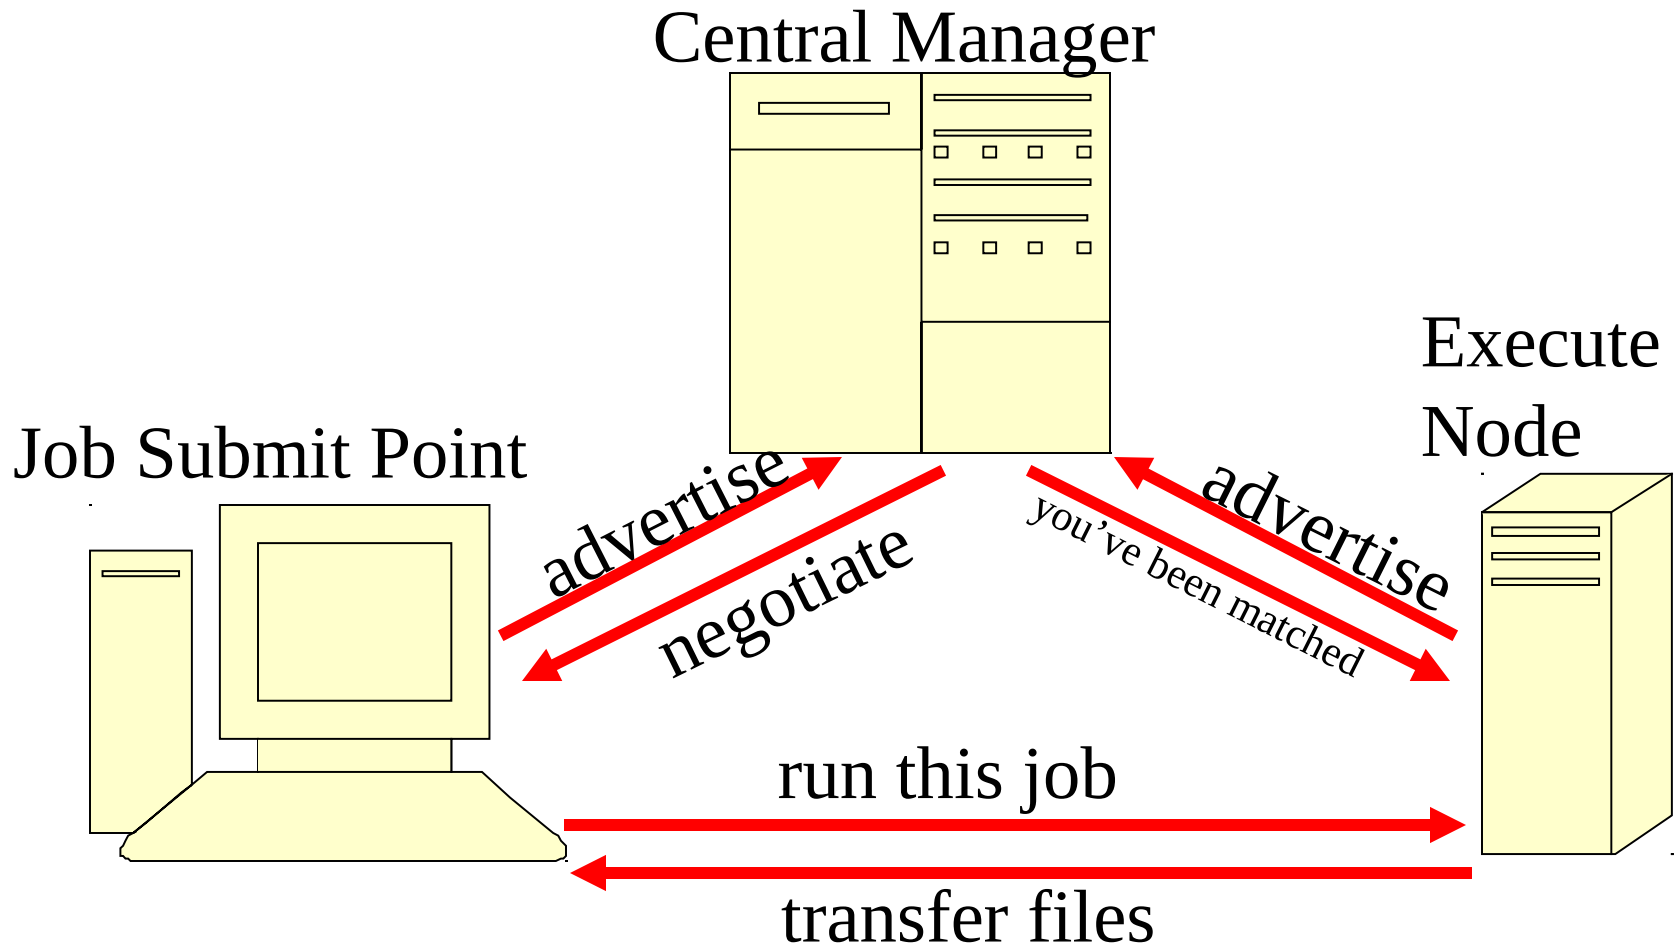 Central Manager
Execute
Node
Job Submit Point
advertise
negotiate
advertise
you’ve been matched
run this job
transfer files